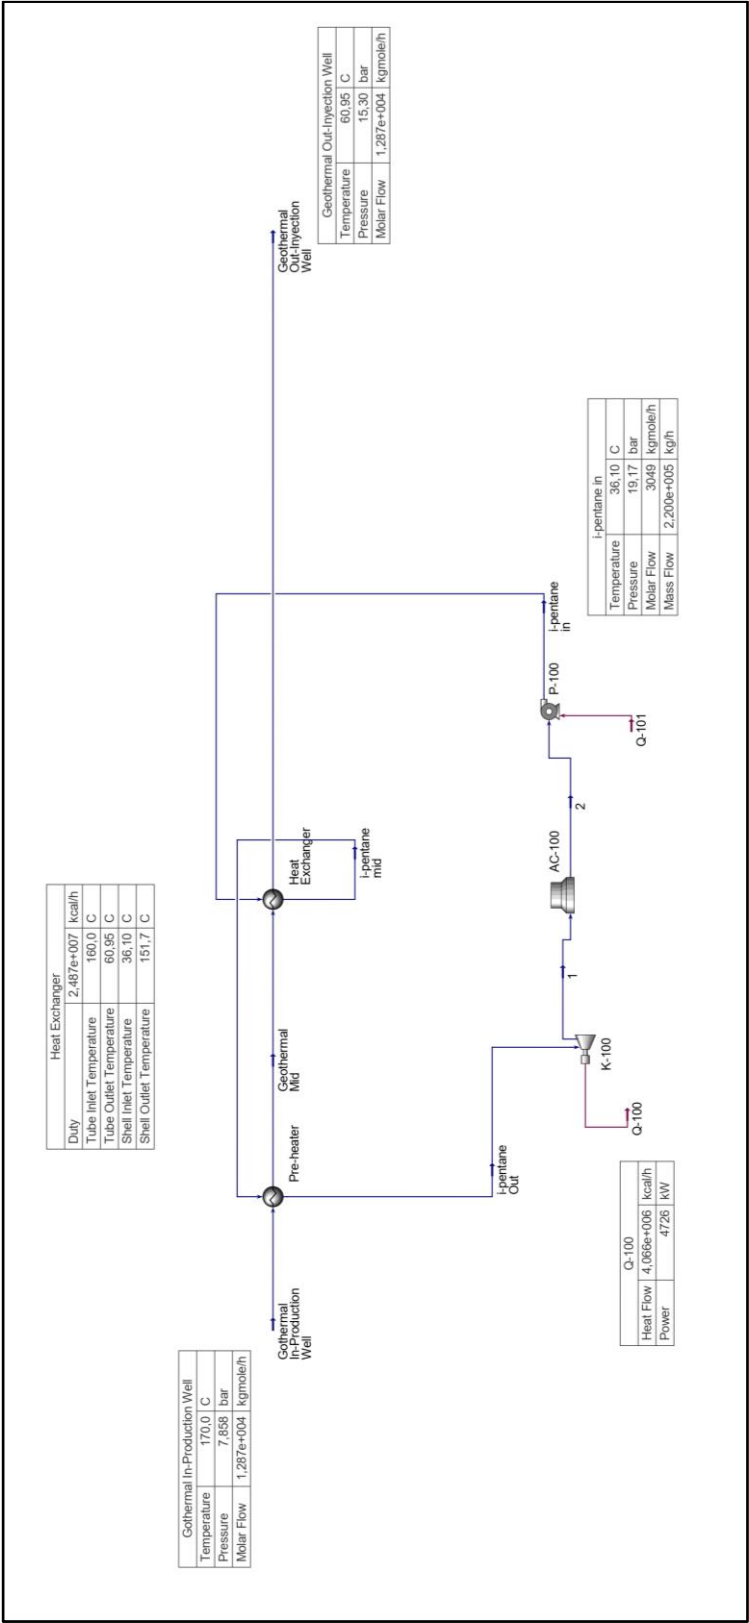 Heat Exchanger
Duty 2,487e+007 kcal/h
Tube Inlet Temperature 160,0 C
Tube Outlet Temperature 60,95 C
Shell Inlet Temperature 36,10 C
Shell Outlet Temperature 151,7 C
Gothermal In-Production Well
Temperature 170,0 C
Pressure 7,858 bar
Molar Flow 1,287e+004 kgmole/h
Gothermal
In-Production
Well
Pre-heater
Geothermal
Mid
Heat
Exchanger
i-pentane
mid
Geothermal
Out-Inyection
Well
Geothermal Out-Inyection Well
Temperature 60,95 C
Pressure 15,30 bar
Molar Flow 1,287e+004 kgmole/h
i-pentane
Out
Q-100
K-100
1
AC-100
2
P-100
Q-101
i-pentane
in
Q-100
Heat Flow 4,066e+006 kcal/h
Power 4726 kW
i-pentane in
Temperature 36,10 C
Pressure 19,17 bar
Molar Flow 3049 kgmole/h
Mass Flow 2,200e+005 kg/h